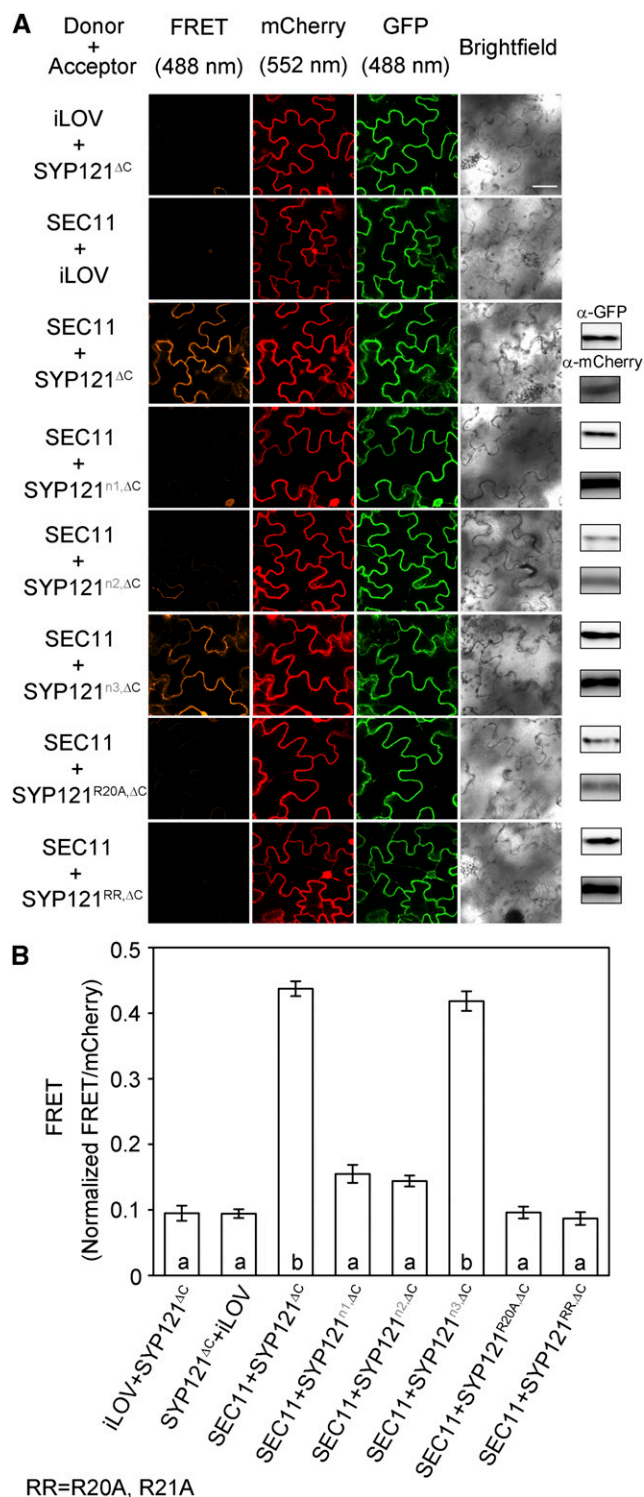 A
Donor
+
Acceptor
FRET
(488 nm)
mCherry
(552 nm)
GFP
(488 nm)
Brightfield
iLOV
+
SYP121ΔC
SEC11
+
iLOV
SEC11
+
SYP121ΔC
α-GFP
α-mCherry
SEC11
+
SYP121n1,ΔC
SEC11
+
SYP121n2,ΔC
SEC11
+
SYP121n3,ΔC
SEC11
+
SYP121R20A,ΔC
SEC11
+
SYP121RR,ΔC
B
FRET
(Normalized FRET/mCherry)
0.5
0.4
0.3
0.2
0.1
0
a
a
b
a
a
b
a
a
iLOV+SYP121ΔC
SYP121ΔC+iLOV
SEC11+SYP121ΔC
SEC11+SYP121n1,ΔC
SEC11+SYP121n2,ΔC
SEC11+SYP121n3,ΔC
SEC11+SYP121R20A,ΔC
SEC11+SYP121RR,ΔC
RR=R20A, R21A